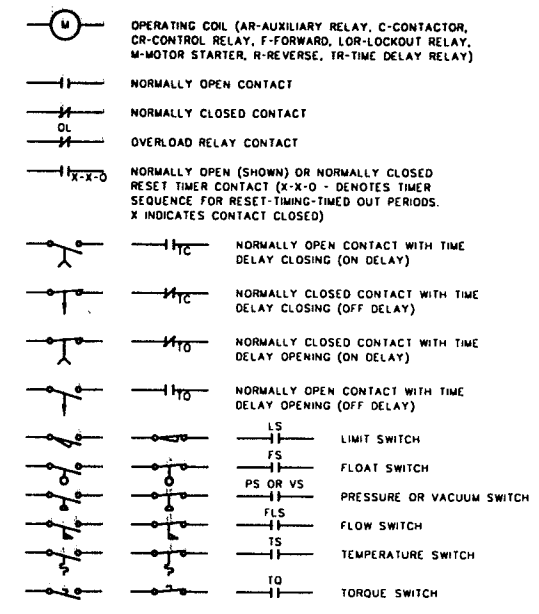 M
OPERATING COIL (AR-AUXILIARY RELAY, C-CONTACTOR,
CR-CONTROL RELAY, F-FORWARD, LOR-LOCKOUT RELAY,
M-MOTOR STARTER, R-REVERSE, TR-TIME DELAY RELAY)
NORMALLY OPEN CONTACT
NORMALLY CLOSED CONTACT
OL
OVERLOAD RELAY CONTACT
X-X-O
NORMALLY OPEN (SHOWN) OR NORMALLY CLOSED
RESET TIMER CONTACT (X-X-O - DENOTES TIMER
SEQUENCE FOR RESET-TIMING-TIMED OUT PERIODS.
X INDICATES CONTACT CLOSED)
TC
NORMALLY OPEN CONTACT WITH TIME
DELAY CLOSING (ON DELAY)
TC
NORMALLY CLOSED CONTACT WITH TIME
DELAY CLOSING (OFF DELAY)
TO
NORMALLY CLOSED CONTACT WITH TIME
DELAY OPENING (ON DELAY)
TO
NORMALLY OPEN CONTACT WITH TIME
DELAY OPENING (OFF DELAY)
LS
LIMIT SWITCH
FS
FLOAT SWITCH
PS OR VS
PRESSURE OR VACUUM SWITCH
FLS
FLOW SWITCH
TS
TEMPERATURE SWITCH
TQ
TORQUE SWITCH